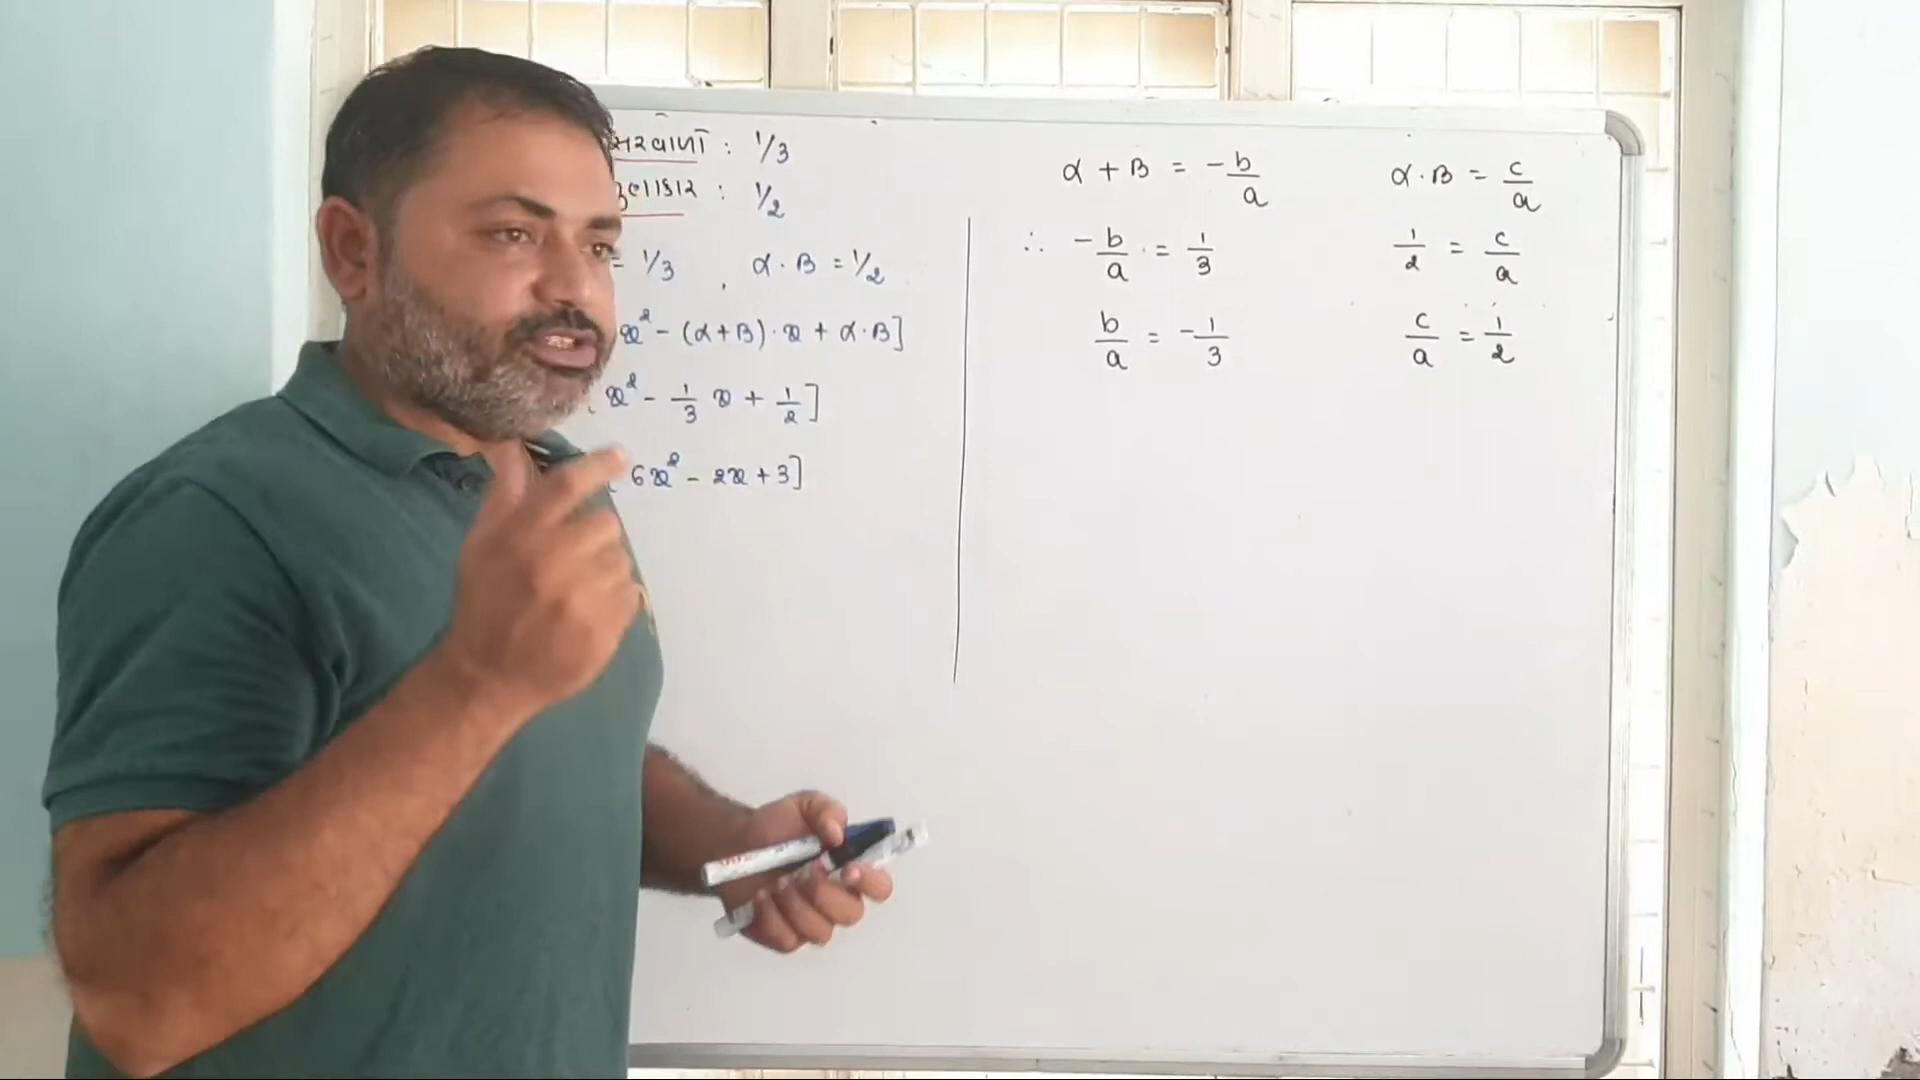 સરવાળો : 1/3
ગુણાકાર : 1/2
= 1/3 , α · β = 1/2
x² - (α+β) · x + α · β]
[x² - 1/3 x + 1/2]
[6x² - 2x + 3]
α + β = -b/a
∴ -b/a = 1/3
b/a = -1/3
α · β = c/a
1/2 = c/a
c/a = 1/2